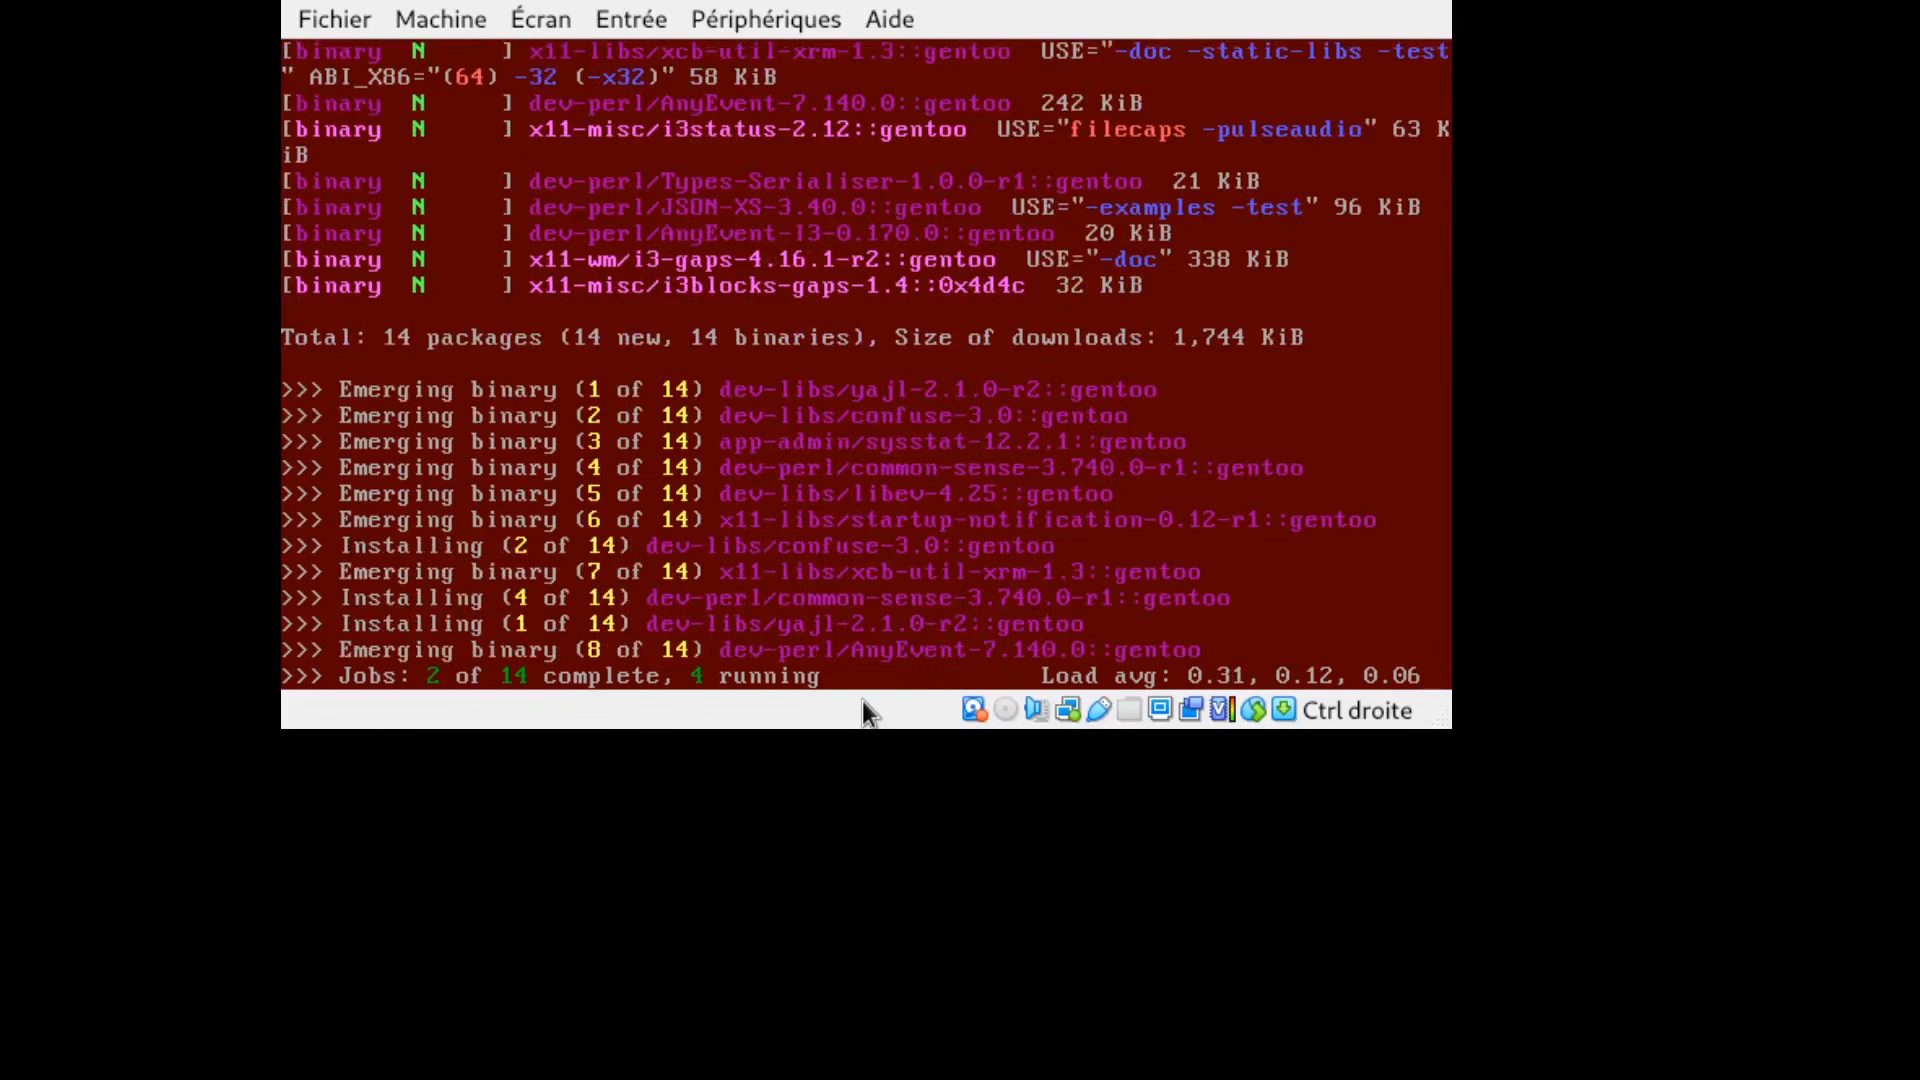 Fichier Machine Écran Entrée Périphériques Aide
[binary N ] x11-libs/xcb-util-xrm-1.3::gentoo USE="-doc -static-libs -test
" ABI_X86="(64) -32 (-x32)" 58 KiB
[binary N ] dev-perl/AnyEvent-7.140.0::gentoo 242 KiB
[binary N ] x11-misc/i3status-2.12::gentoo USE="filecaps -pulseaudio" 63 K
iB
[binary N ] dev-perl/Types-Serialiser-1.0.0-r1::gentoo 21 KiB
[binary N ] dev-perl/JSON-XS-3.40.0::gentoo USE="-examples -test" 96 KiB
[binary N ] dev-perl/AnyEvent-I3-0.170.0::gentoo 20 KiB
[binary N ] x11-wm/i3-gaps-4.16.1-r2::gentoo USE="-doc" 338 KiB
[binary N ] x11-misc/i3blocks-gaps-1.4::0x4d4c 32 KiB
Total: 14 packages (14 new, 14 binaries), Size of downloads: 1,744 KiB
>>> Emerging binary (1 of 14) dev-libs/yajl-2.1.0-r2::gentoo
>>> Emerging binary (2 of 14) dev-libs/confuse-3.0::gentoo
>>> Emerging binary (3 of 14) app-admin/sysstat-12.2.1::gentoo
>>> Emerging binary (4 of 14) dev-perl/common-sense-3.740.0-r1::gentoo
>>> Emerging binary (5 of 14) dev-libs/libev-4.25::gentoo
>>> Emerging binary (6 of 14) x11-libs/startup-notification-0.12-r1::gentoo
>>> Installing (2 of 14) dev-libs/confuse-3.0::gentoo
>>> Emerging binary (7 of 14) x11-libs/xcb-util-xrm-1.3::gentoo
>>> Installing (4 of 14) dev-perl/common-sense-3.740.0-r1::gentoo
>>> Installing (1 of 14) dev-libs/yajl-2.1.0-r2::gentoo
>>> Emerging binary (8 of 14) dev-perl/AnyEvent-7.140.0::gentoo
>>> Jobs: 2 of 14 complete, 4 running Load avg: 0.31, 0.12, 0.06
Ctrl droite